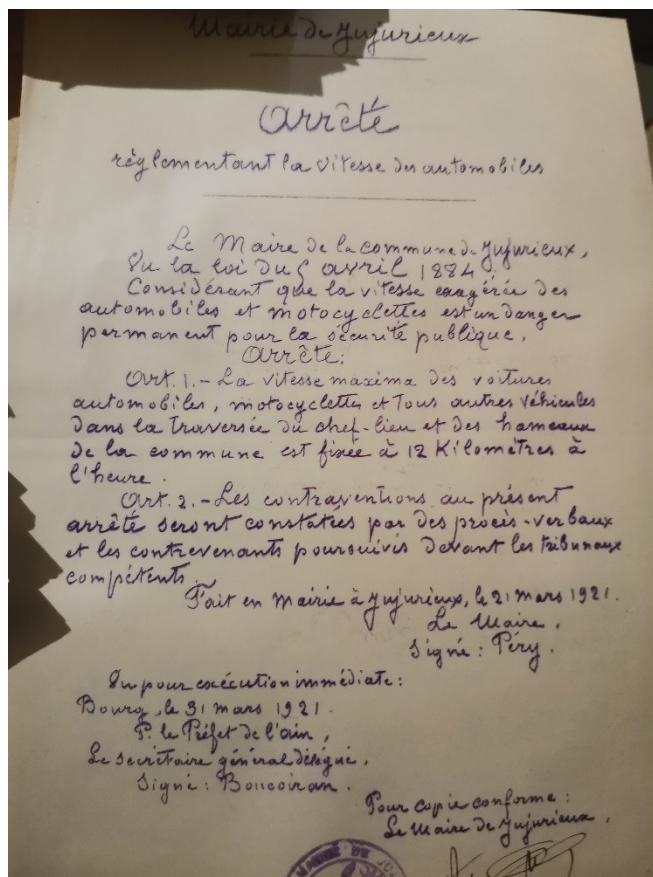 Mairie de Jujurieux
Arrêté
règlementant la vitesse des automobiles
Le Maire de la commune de Jujurieux,
Vu la loi du 5 avril 1884,
Considérant que la vitesse exagérée des
automobiles et motocyclettes est un danger
permanent pour la sécurité publique,
Arrête:
Art. 1.- La vitesse maxima des voitures
automobiles, motocyclettes et tous autres véhicules
dans la traversée du chef-lieu et des hameaux
de la commune est fixée à 12 Kilomètres à
l'heure.
Art. 2.- Les contraventions au présent
arrêté seront constatées par des procès-verbaux
et les contrevenants poursuivis devant les tribunaux
compétents.
Fait en Mairie à Jujurieux, le 21 mars 1921.
Le Maire,
Signé: Péry.
Vu pour exécution immédiate:
Bourg, le 31 mars 1921.
P. le Préfet de l'ain,
Le secrétaire général délégué,
Signé: Boucoiran.
Pour copie conforme:
Le Maire de Jujurieux,
MAIRIE DE